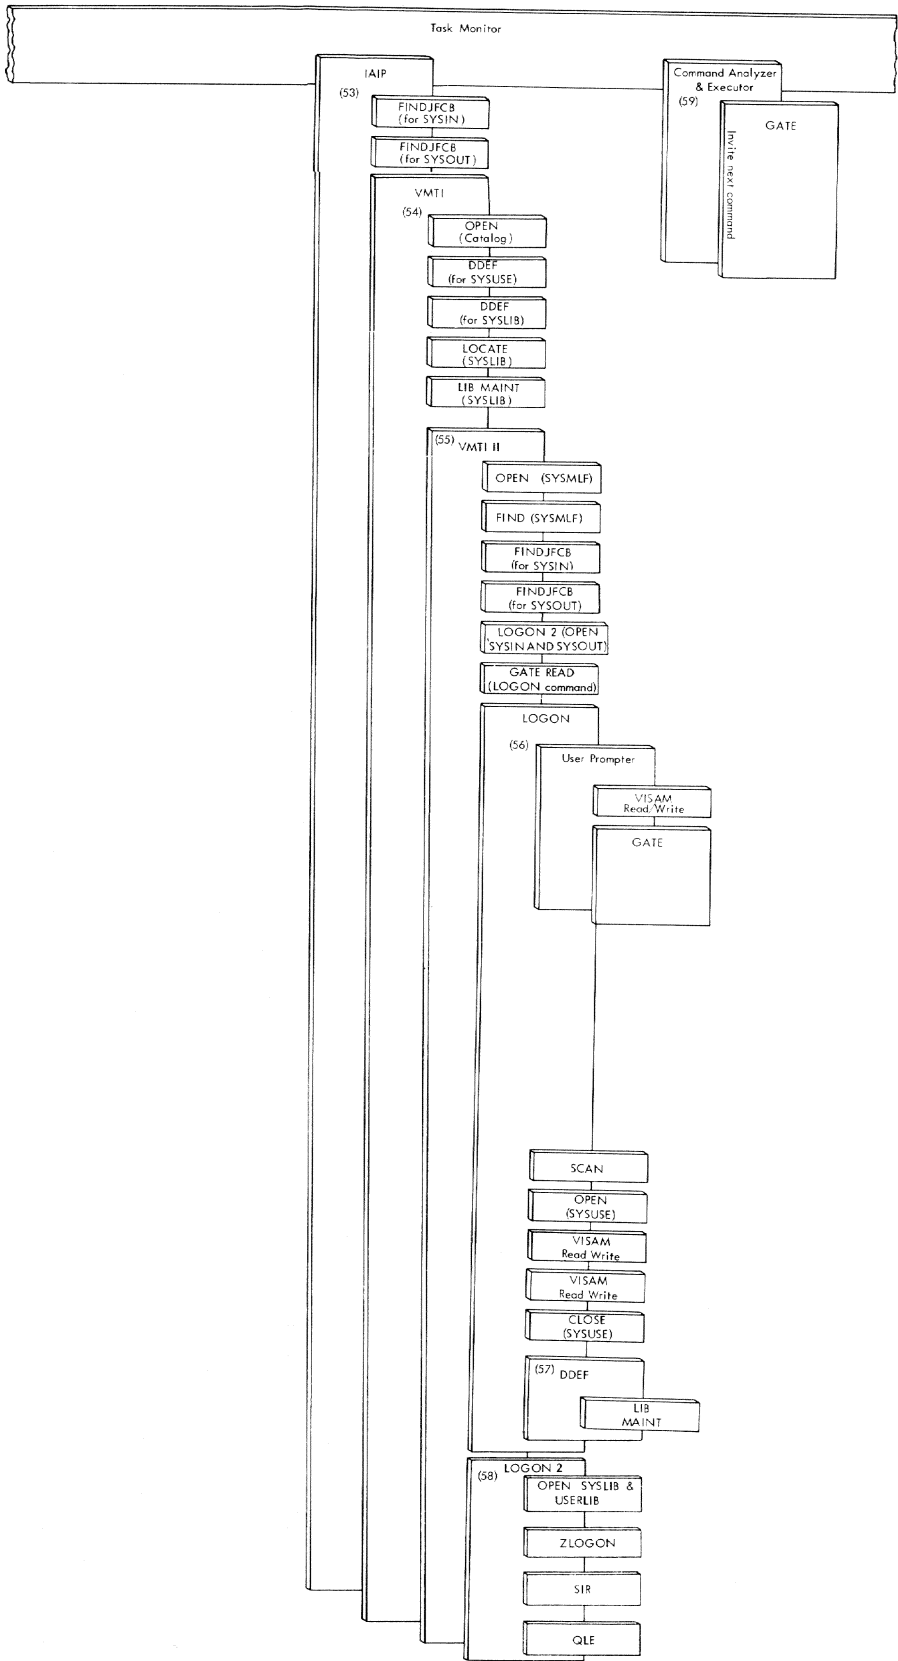 Task Monitor
IAIP
(53)
FINDJFCB
(for SYSIN)
FINDJFCB
(for SYSOUT)
VMTI
(54)
OPEN
(Catalog)
DDEF
(for SYSUSE)
DDEF
(for SYSLIB)
LOCATE
(SYSLIB)
LIB MAINT
(SYSLIB)
(55) VMTI II
OPEN (SYSMLF)
FIND (SYSMLF)
FINDJFCB
(for SYSIN)
FINDJFCB
(for SYSOUT)
LOGON 2 (OPEN
SYSIN AND SYSOUT)
GATE READ
(LOGON command)
LOGON
(56)
User Prompter
VISAM
Read/Write
GATE
SCAN
OPEN
(SYSUSE)
VISAM
Read Write
VISAM
Read Write
CLOSE
(SYSUSE)
(57) DDEF
LIB
MAINT
LOGON 2
(58)
OPEN SYSLIB &
USERLIB
ZLOGON
SIR
QLE
Command Analyzer
& Executor
(59)
GATE
Invite next command